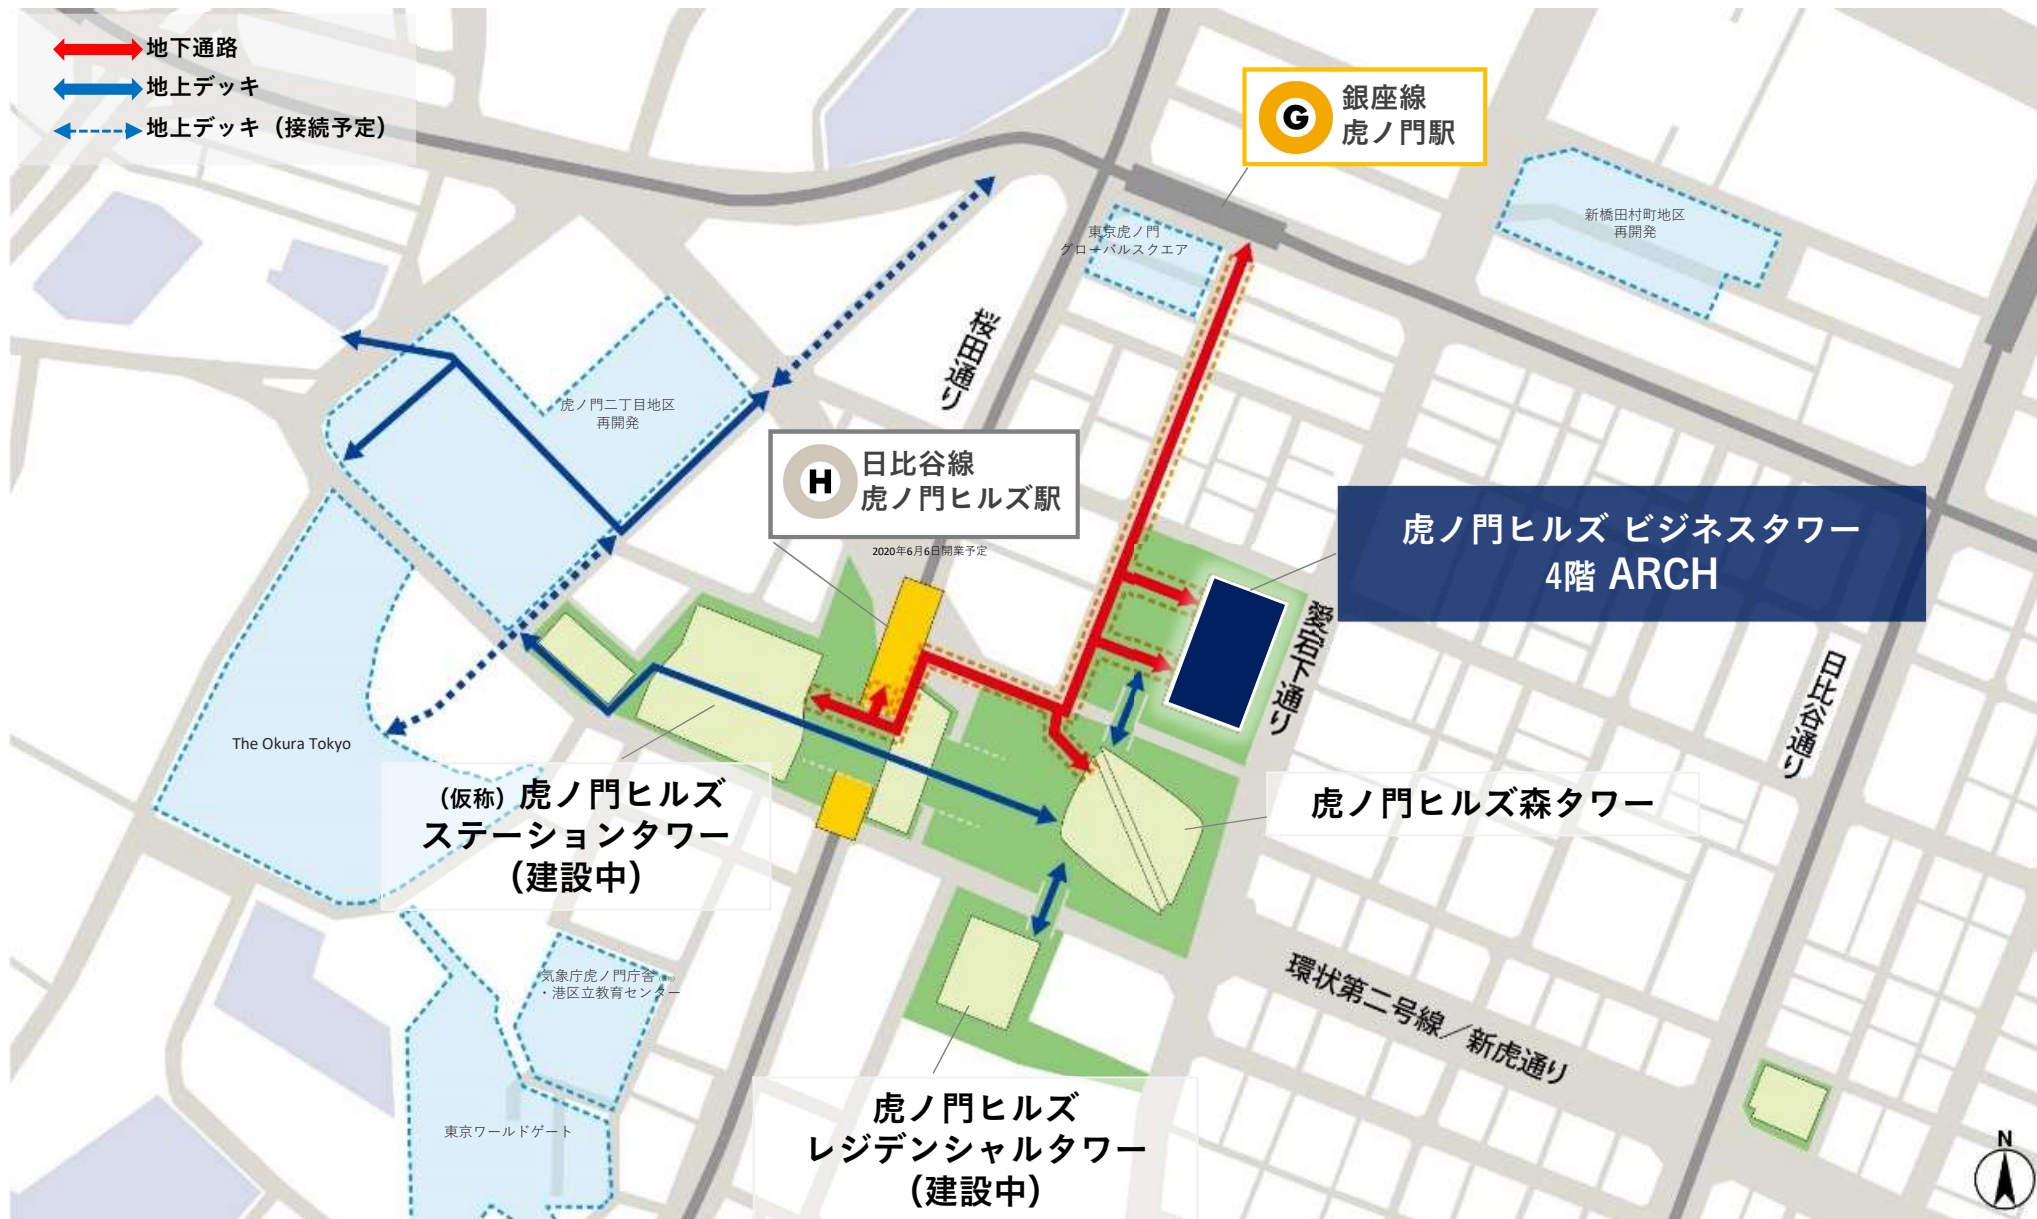 地下通路
地上デッキ
地上デッキ（接続予定）
G
銀座線
虎ノ門駅
新橋田村町地区
再開発
東京虎ノ門
グローバルスクエア
桜田通り
虎ノ門二丁目地区
再開発
H
日比谷線
虎ノ門ヒルズ駅
2020年6月6日開業予定
虎ノ門ヒルズ ビジネスタワー
4階 ARCH
愛宕下通り
日比谷通り
The Okura Tokyo
（仮称）虎ノ門ヒルズ
ステーションタワー
（建設中）
虎ノ門ヒルズ森タワー
気象庁虎ノ門庁舎
・港区立教育センター
環状第二号線／新虎通り
東京ワールドゲート
虎ノ門ヒルズ
レジデンシャルタワー
（建設中）
N